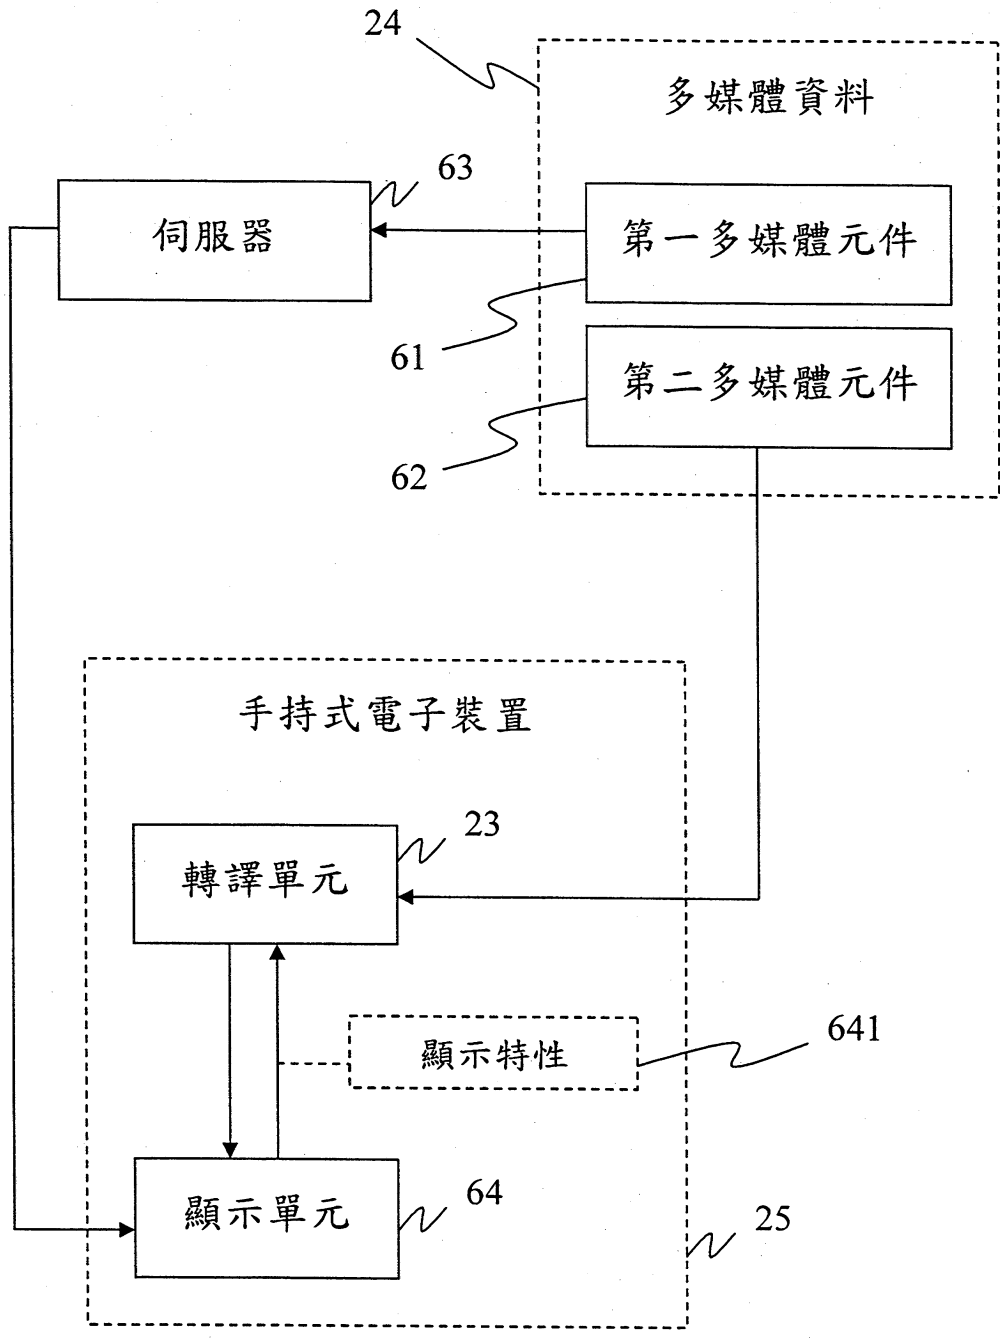 24
多媒體資料
63
伺服器
第一多媒體元件
61
第二多媒體元件
62
手持式電子裝置
23
轉譯單元
641
顯示特性
64
顯示單元
25